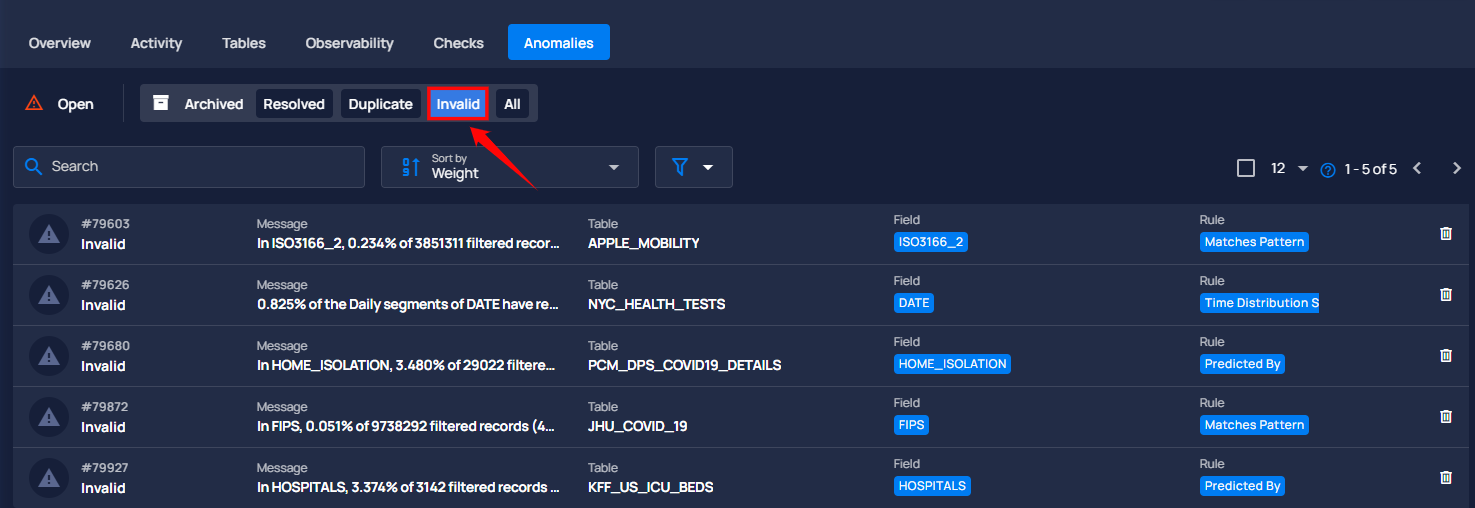 Overview Activity Tables Observability Checks Anomalies
Open Archived Resolved Duplicate Invalid All
Search Sort by Weight 12 1 - 5 of 5
#79603 Message Table Field Rule
Invalid In ISO3166_2, 0.234% of 3851311 filtered recor... APPLE_MOBILITY ISO3166_2 Matches Pattern
#79626 Message Table Field Rule
Invalid 0.825% of the Daily segments of DATE have re... NYC_HEALTH_TESTS DATE Time Distribution S
#79680 Message Table Field Rule
Invalid In HOME_ISOLATION, 3.480% of 29022 filtere... PCM_DPS_COVID19_DETAILS HOME_ISOLATION Predicted By
#79872 Message Table Field Rule
Invalid In FIPS, 0.051% of 9738292 filtered records (4... JHU_COVID_19 FIPS Matches Pattern
#79927 Message Table Field Rule
Invalid In HOSPITALS, 3.374% of 3142 filtered records ... KFF_US_ICU_BEDS HOSPITALS Predicted By